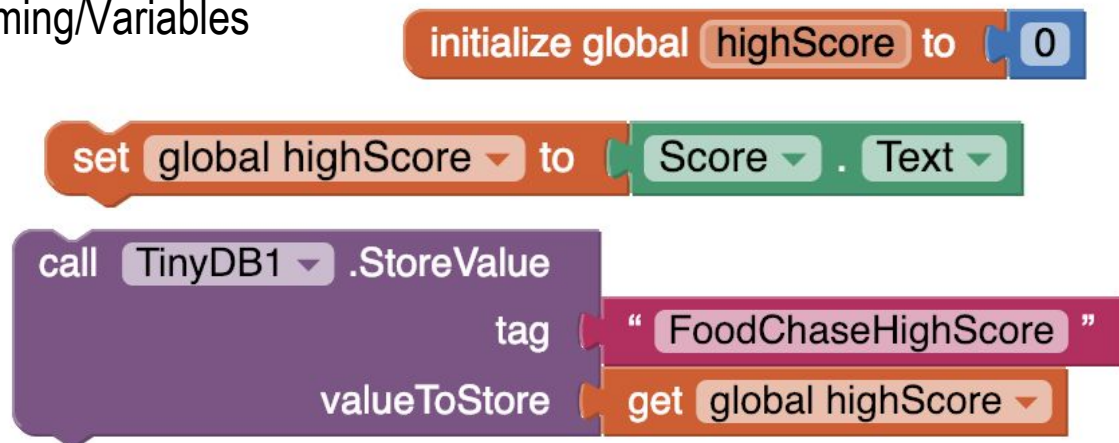 ming/Variables
initialize global highScore to 0
set global highScore to Score . Text
call TinyDB1 .StoreValue
tag “ FoodChaseHighScore ”
valueToStore get global highScore